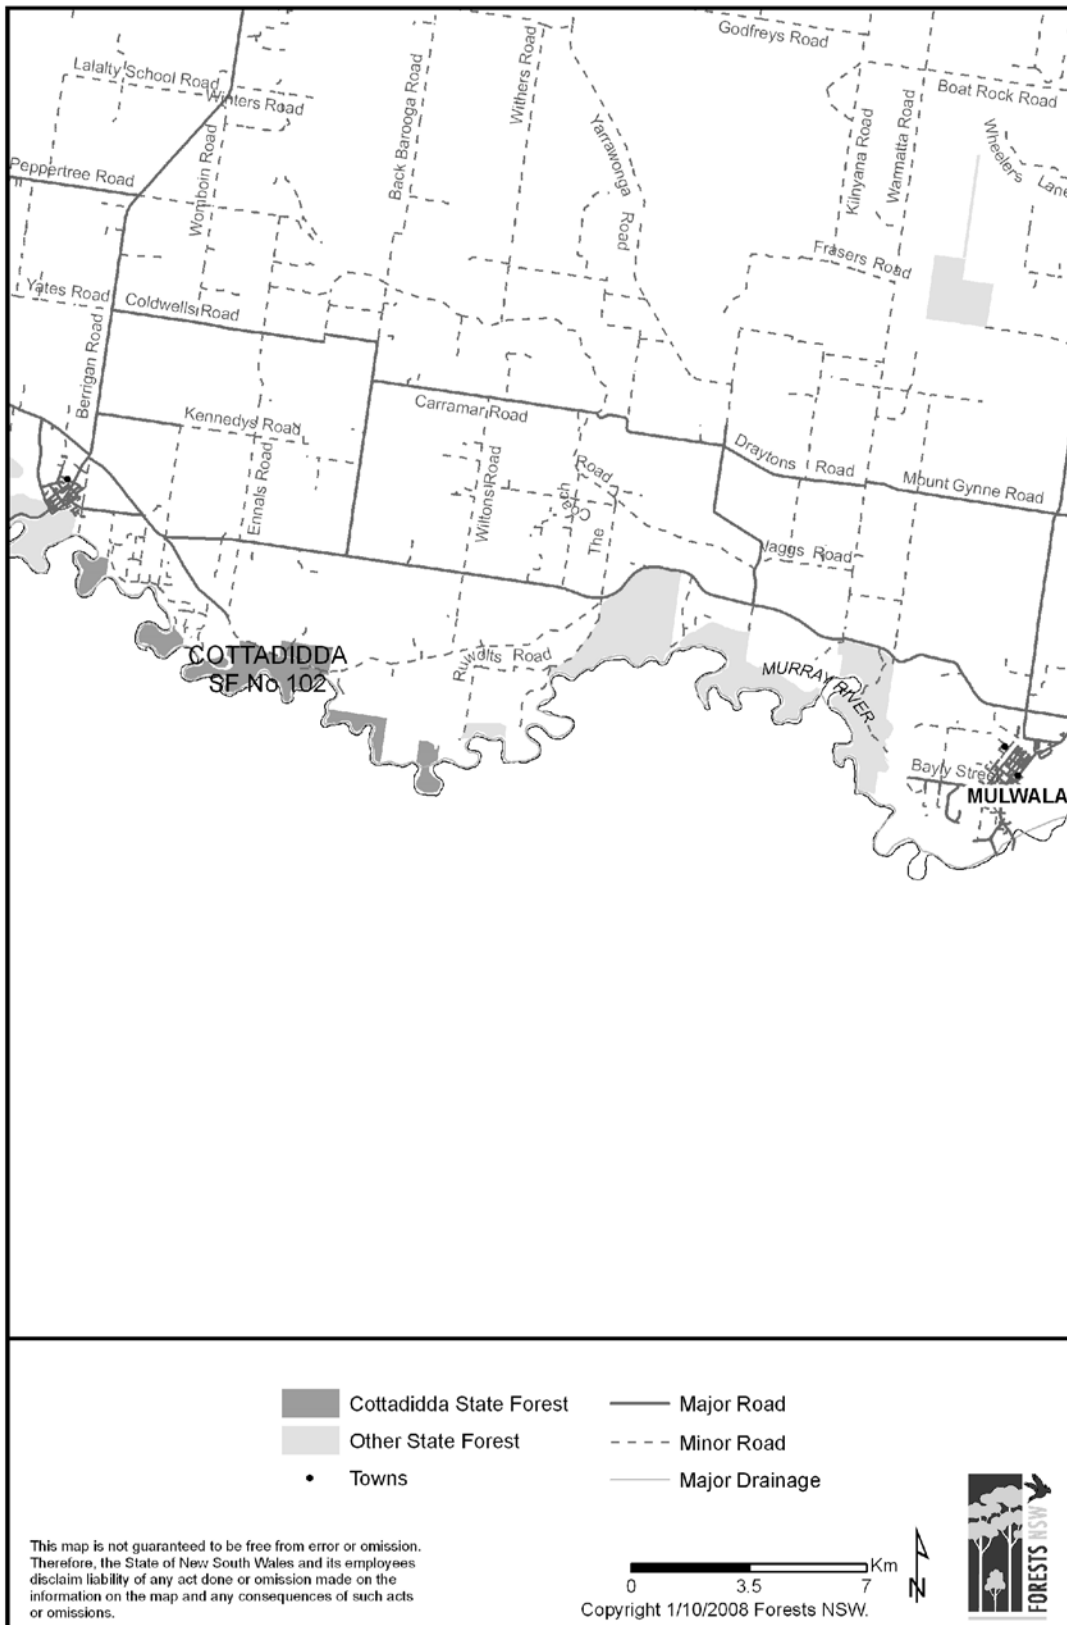 Godfreys Road
Lalalty School Road
Winters Road
Boat Rock Road
Back Barooga Road
Withers Road
Yarrawonga Road
Kilnyana Road
Warmatta Road
Wheelers Lane
Womboin Road
Peppertree Road
Frasers Road
Yates Road
Coldwells Road
Berrigan Road
Kennedys Road
Carramar Road
Draytons Road
Mount Gynne Road
Ennals Road
Wiltons Road
The Coach Road
Vaggs Road
COTTADIDDA
SF No 102
Ruwolts Road
MURRAY RIVER
Bayly Street
MULWALA
Cottadidda State Forest
Other State Forest
Towns
Major Road
Minor Road
Major Drainage
This map is not guaranteed to be free from error or omission.
Therefore, the State of New South Wales and its employees
disclaim liability of any act done or omission made on the
information on the map and any consequences of such acts
or omissions.
Km
0 3.5 7
Copyright 1/10/2008 Forests NSW.
N
FORESTS NSW